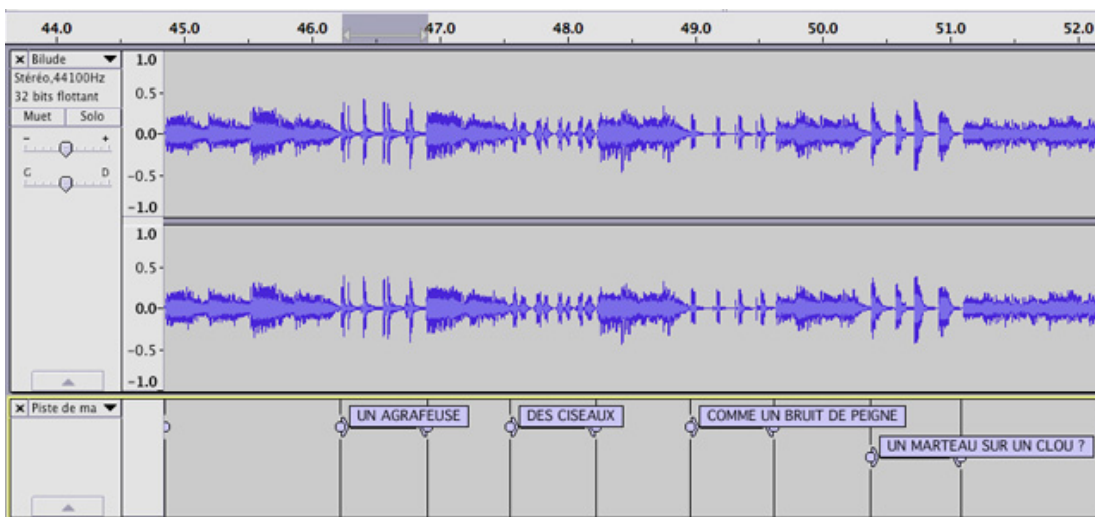 44.0 45.0 46.0 47.0 48.0 49.0 50.0 51.0 52.0
Bilude
Stéréo,44100Hz
32 bits flottant
Muet Solo
- +
G D
1.0
0.5
0.0
-0.5
-1.0
1.0
0.5
0.0
-0.5
-1.0
Piste de ma
UN AGRAFEUSE DES CISEAUX COMME UN BRUIT DE PEIGNE
UN MARTEAU SUR UN CLOU ?